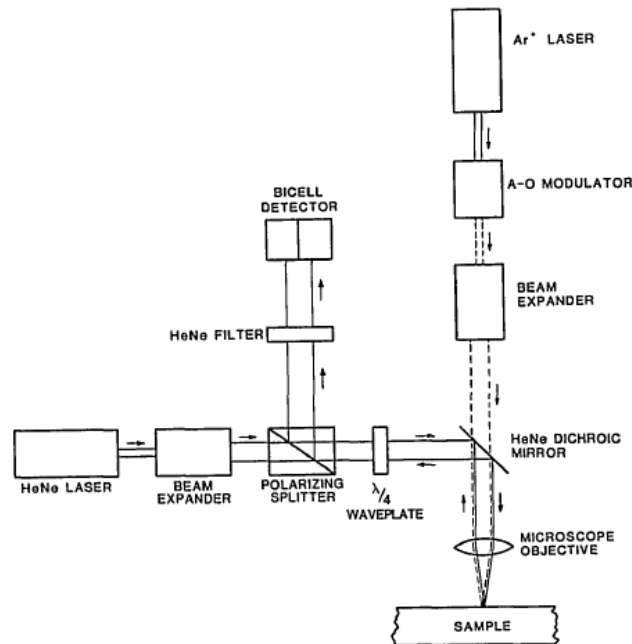 Ar⁺ LASER
A-O MODULATOR
BICELL
DETECTOR
BEAM
EXPANDER
HeNe FILTER
HeNe DICHROIC
MIRROR
HeNe LASER
BEAM
EXPANDER
POLARIZING
SPLITTER
λ/4
WAVEPLATE
MICROSCOPE
OBJECTIVE
SAMPLE